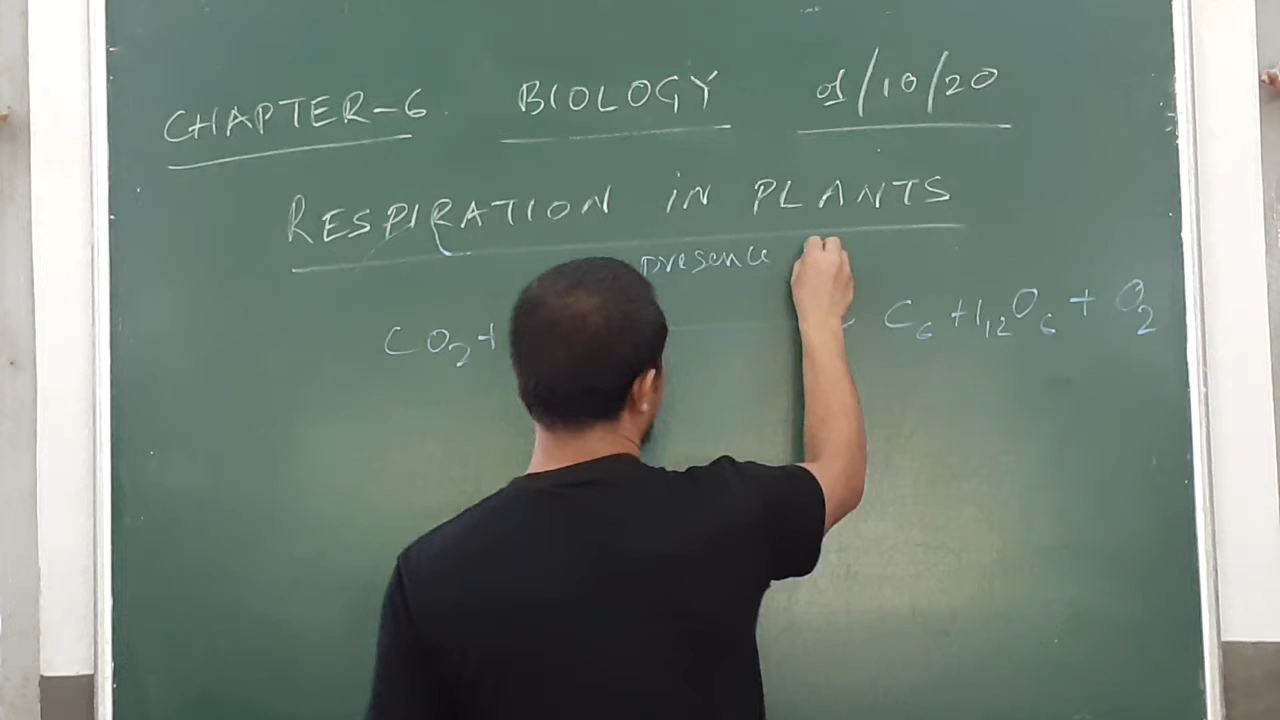 CHAPTER-6 BIOLOGY 01/10/20
RESPIRATION IN PLANTS
presence
CO2 + C6H12O6 + O2